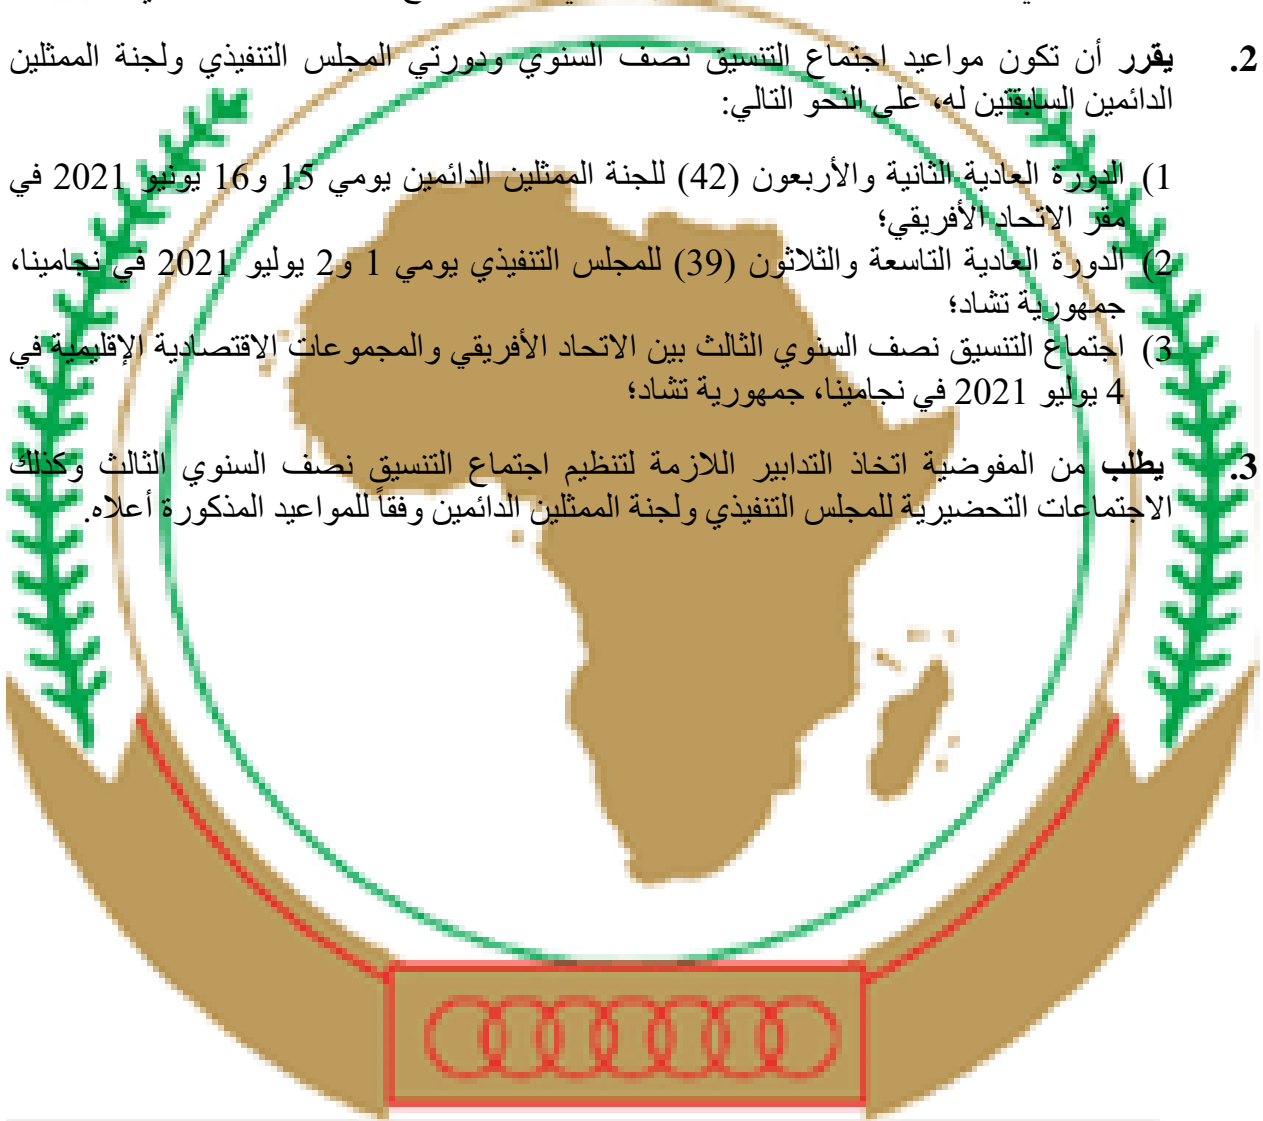 2. يقرر أن تكون مواعيد اجتماع التنسيق نصف السنوي ودورتي المجلس التنفيذي ولجنة الممثلين
الدائمين السابقتين له، على النحو التالي:
1) الدورة العادية الثانية والأربعون (42) للجنة الممثلين الدائمين يومي 15 و16 يونيو 2021 في
مقر الاتحاد الأفريقي؛
2) الدورة العادية التاسعة والثلاثون (39) للمجلس التنفيذي يومي 1 و2 يوليو 2021 في نجامينا،
جمهورية تشاد؛
3) اجتماع التنسيق نصف السنوي الثالث بين الاتحاد الأفريقي والمجموعات الاقتصادية الإقليمية في
4 يوليو 2021 في نجامينا، جمهورية تشاد؛
3. يطلب من المفوضية اتخاذ التدابير اللازمة لتنظيم اجتماع التنسيق نصف السنوي الثالث وكذلك
الاجتماعات التحضيرية للمجلس التنفيذي ولجنة الممثلين الدائمين وفقاً للمواعيد المذكورة أعلاه.